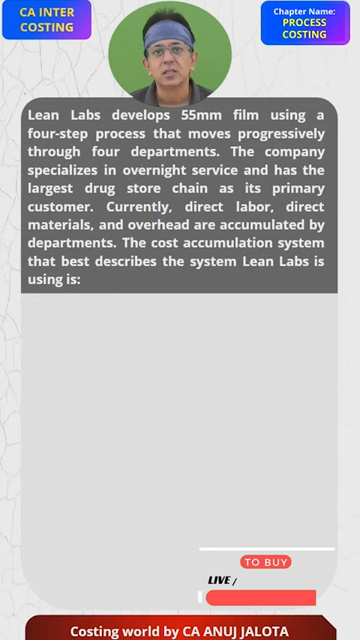 CA INTER
COSTING
Chapter Name:
PROCESS
COSTING
Lean Labs develops 55mm film using a
four-step process that moves progressively
through four departments. The company
specializes in overnight service and has the
largest drug store chain as its primary
customer. Currently, direct labor, direct
materials, and overhead are accumulated by
departments. The cost accumulation system
that best describes the system Lean Labs is
using is:
TO BUY
LIVE /
Costing world by CA ANUJ JALOTA